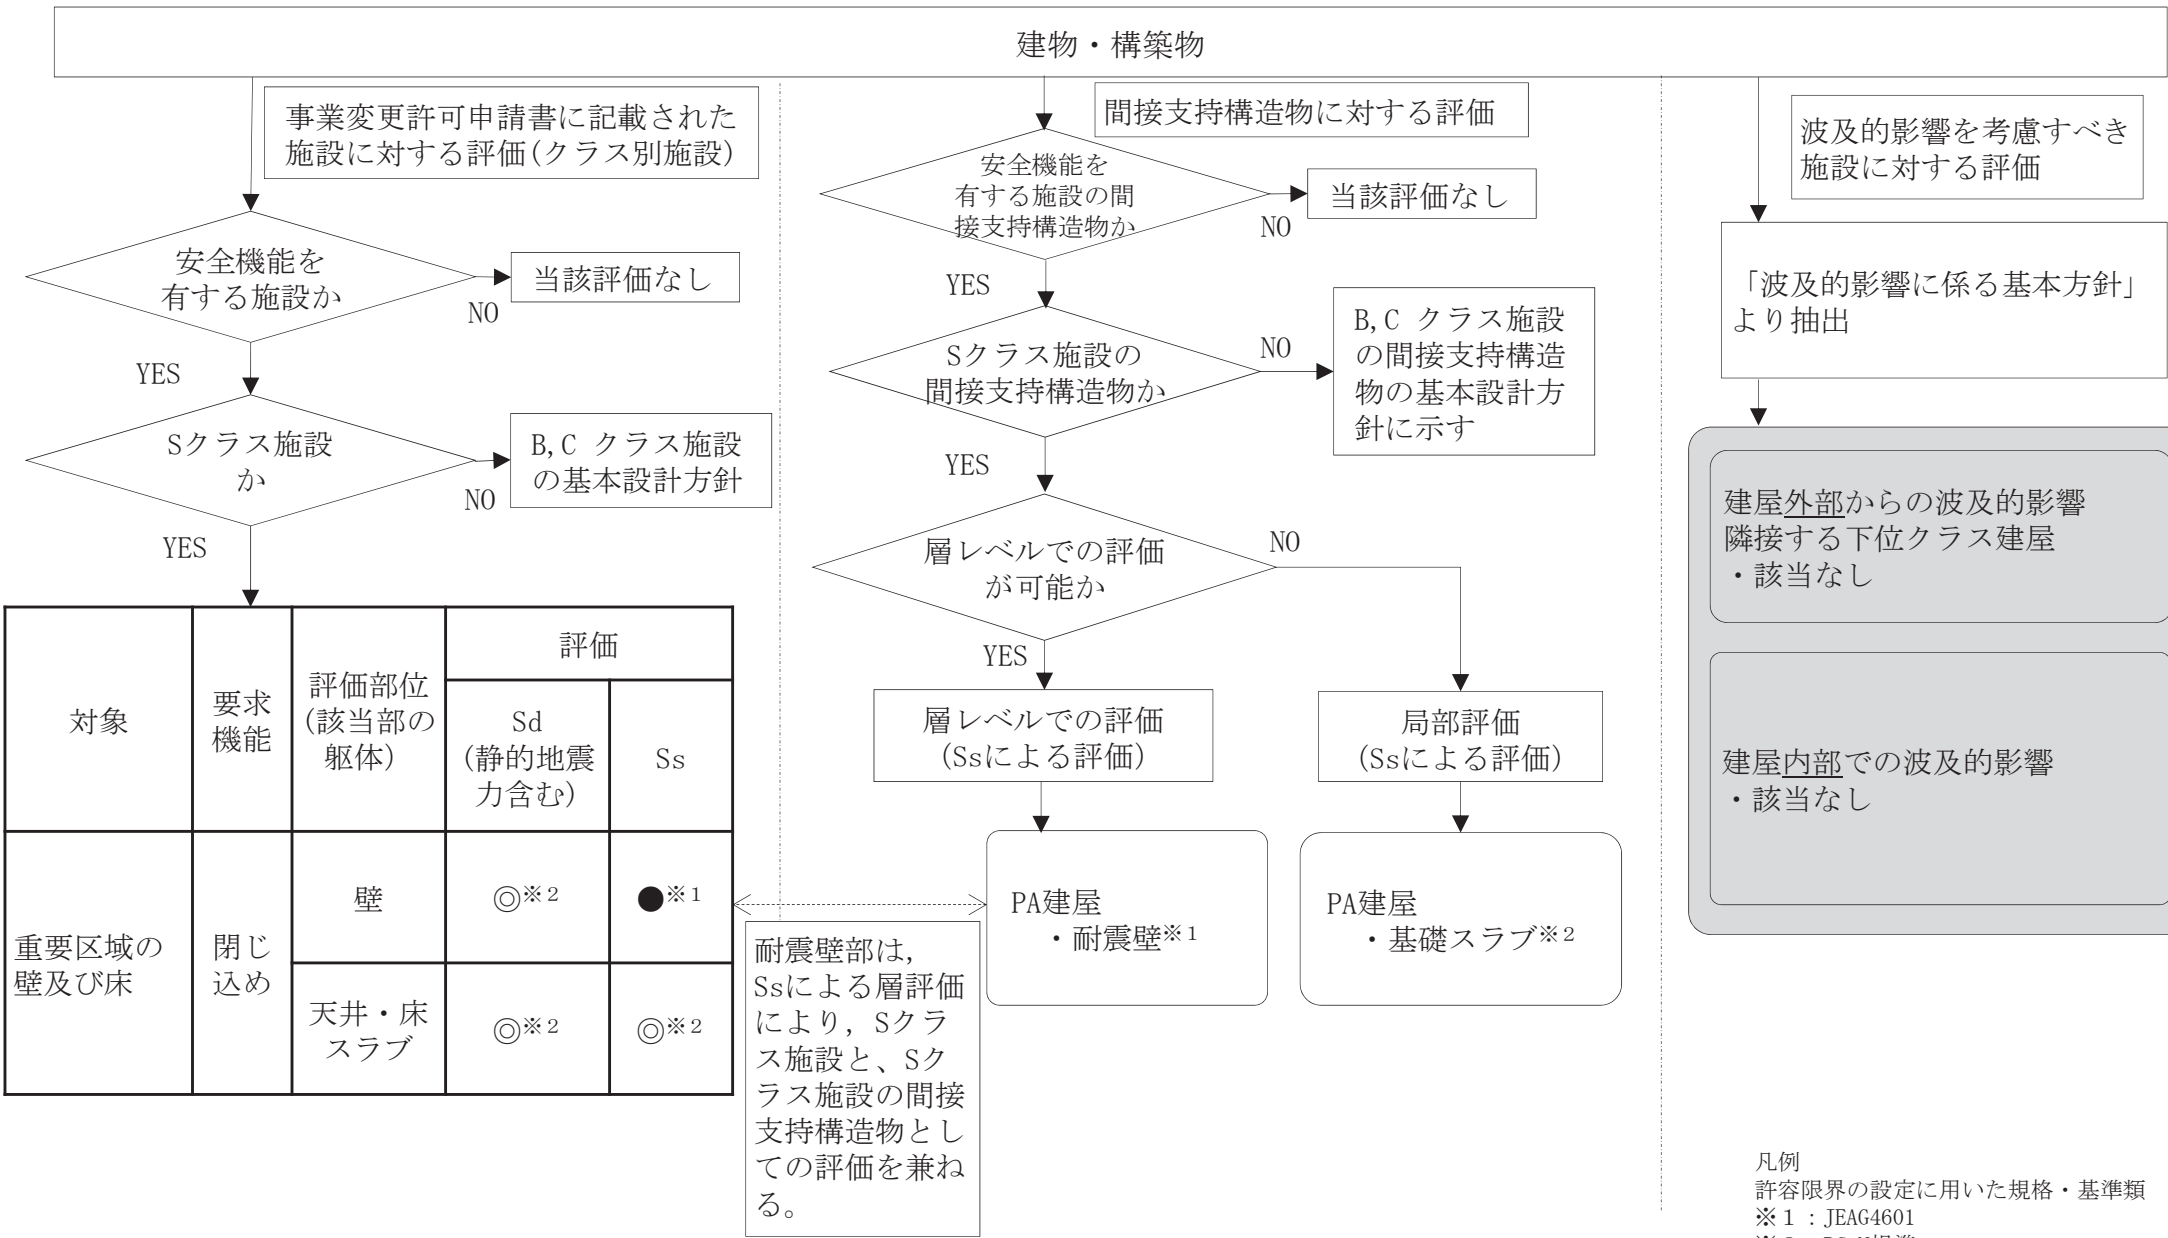 建物・構築物
事業変更許可申請書に記載された
施設に対する評価(クラス別施設)
安全機能を
有する施設か
NO
当該評価なし
YES
Sクラス施設
か
NO
B,C クラス施設
の基本設計方針
YES
対象
要求
機能
評価部位
(該当部の
躯体)
評価
Sd
(静的地震
力含む)
Ss
重要区域の
壁及び床
閉じ
込め
壁
◎※2
●※1
天井・床
スラブ
◎※2
◎※2
間接支持構造物に対する評価
安全機能を
有する施設の間
接支持構造物か
NO
当該評価なし
YES
Sクラス施設の
間接支持構造物か
NO
B,C クラス施設
の間接支持構造
物の基本設計方
針に示す
YES
層レベルでの評価
が可能か
NO
YES
層レベルでの評価
(Ssによる評価)
局部評価
(Ssによる評価)
PA建屋
・耐震壁※1
PA建屋
・基礎スラブ※2
耐震壁部は,
Ssによる層評価
により, Sクラ
ス施設と、Sク
ラス施設の間接
支持構造物とし
ての評価を兼ね
る。
波及的影響を考慮すべき
施設に対する評価
「波及的影響に係る基本方針」
より抽出
建屋外部からの波及的影響
隣接する下位クラス建屋
・該当なし
建屋内部での波及的影響
・該当なし
凡例
許容限界の設定に用いた規格・基準類
※1：JEAG4601